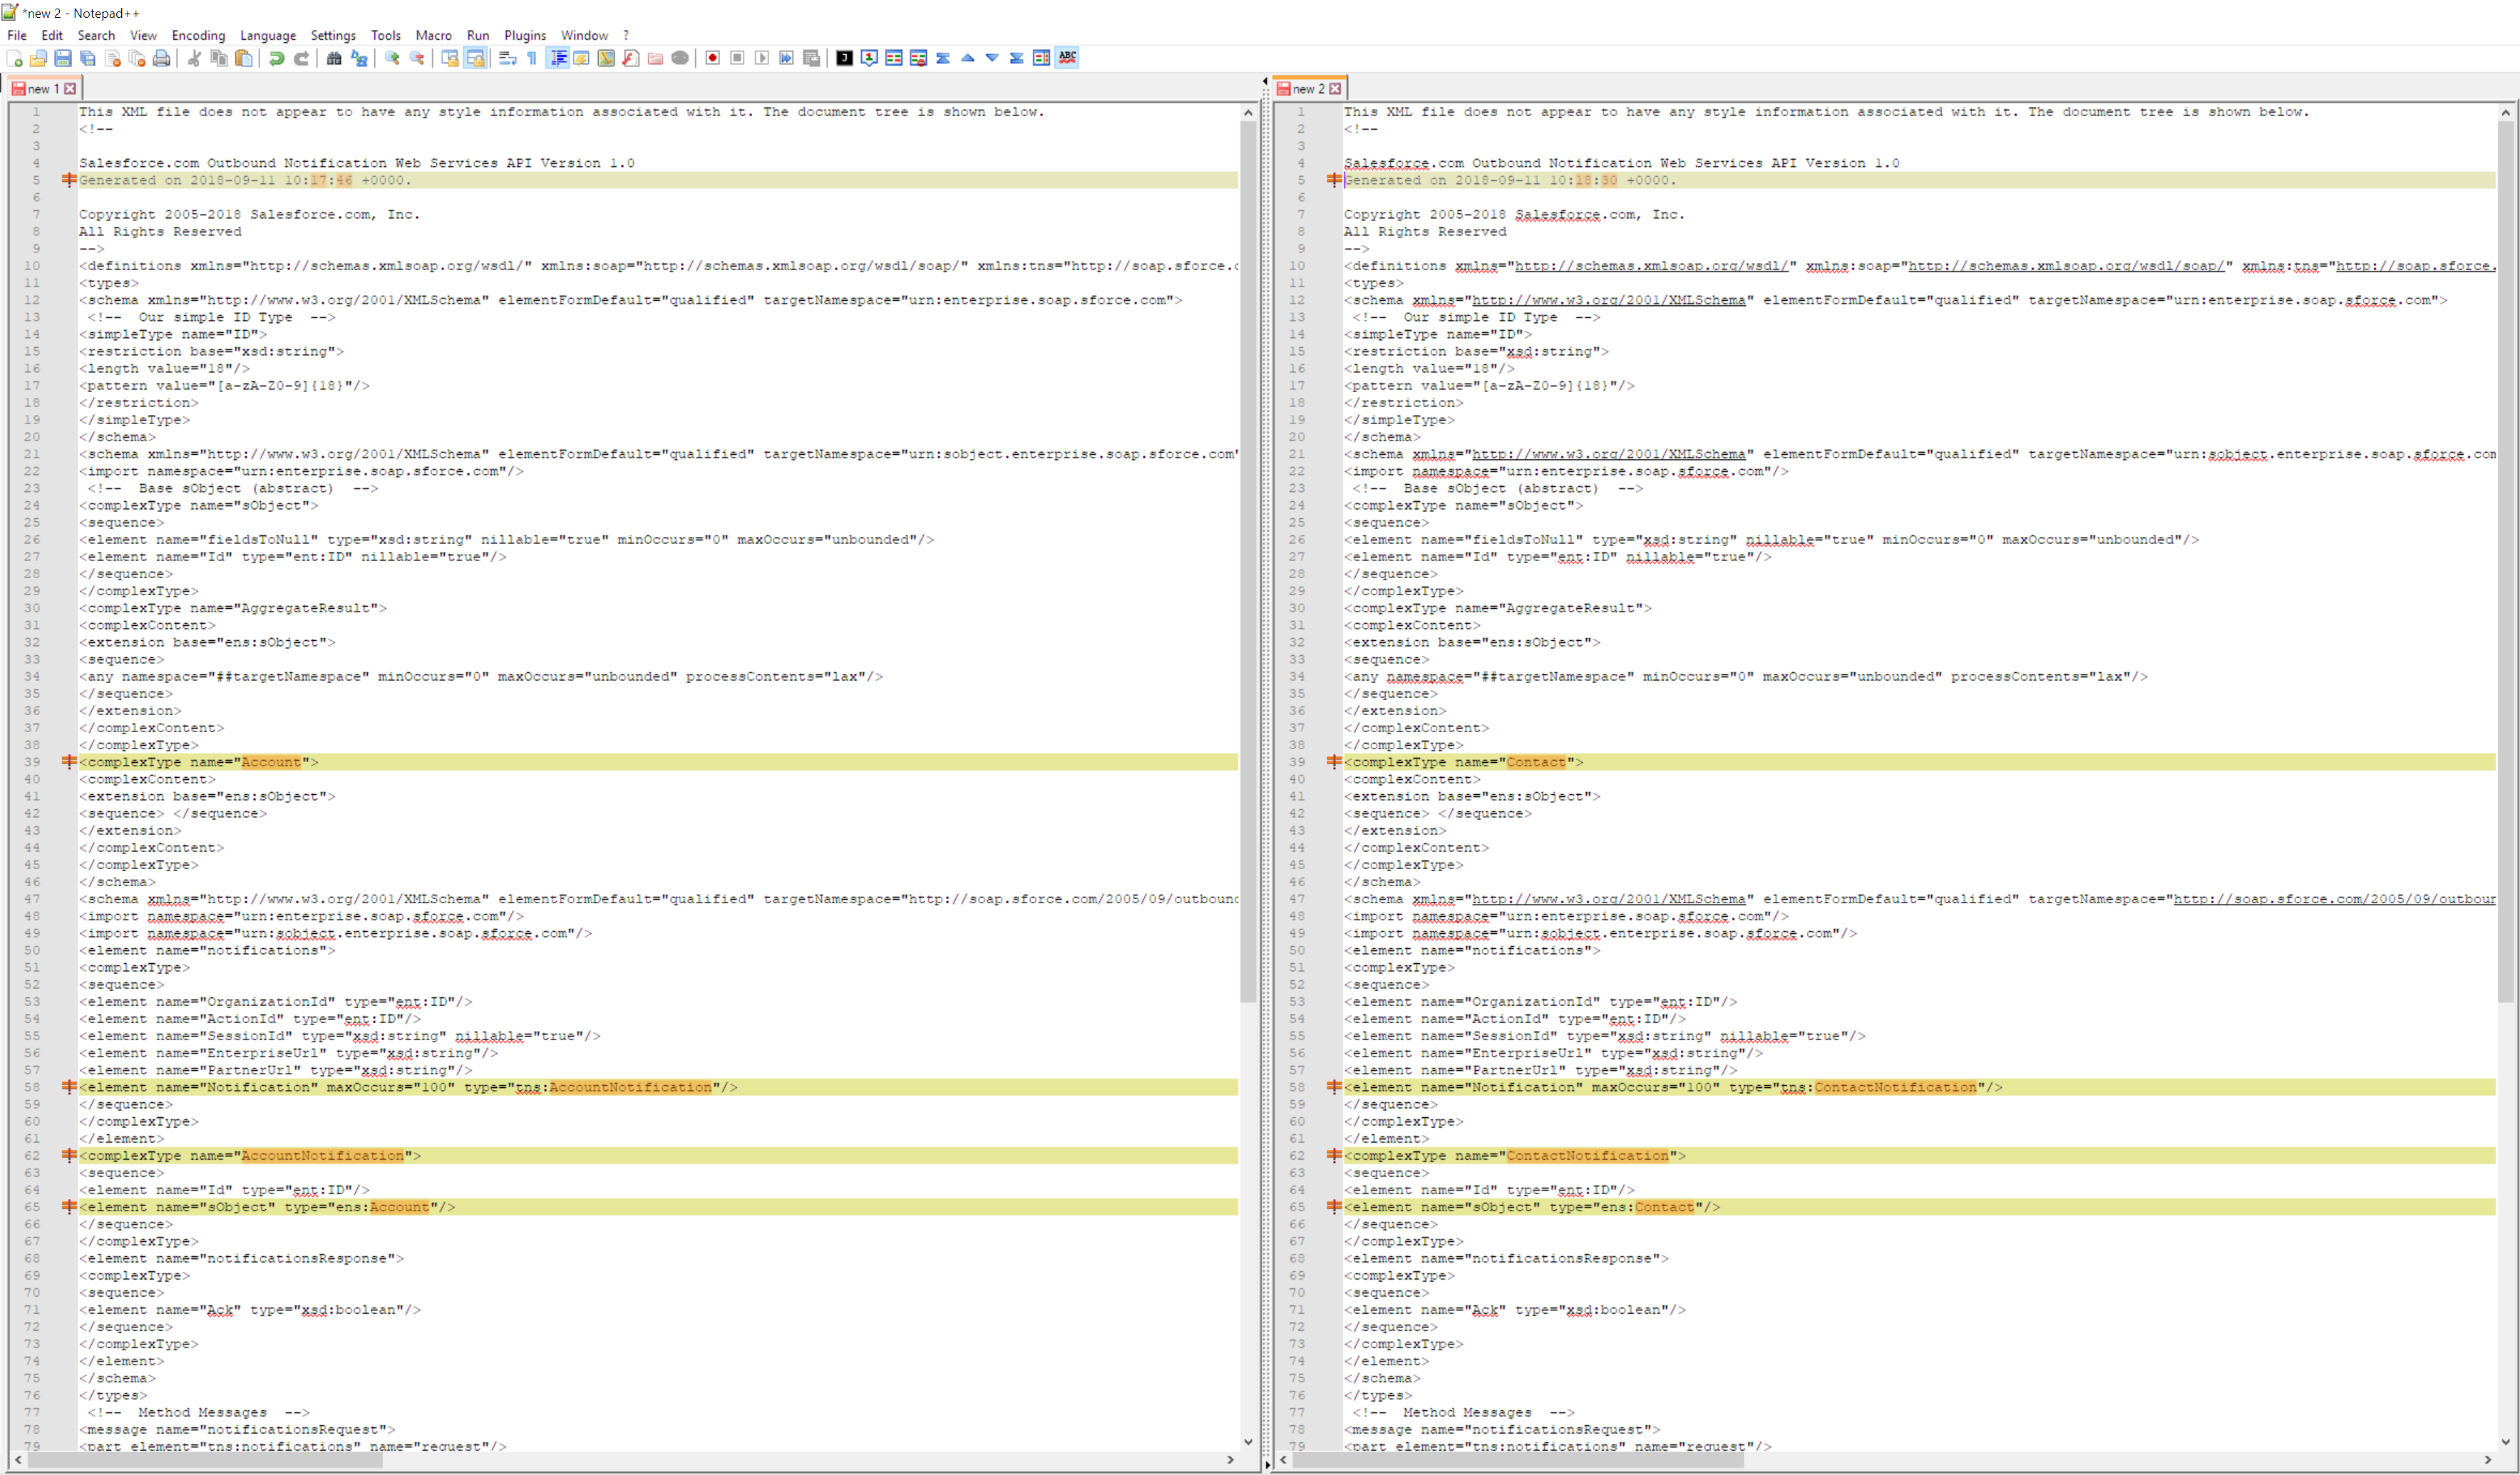 *new 2 - Notepad++
File Edit Search View Encoding Language Settings Tools Macro Run Plugins Window ?
new 1
1 This XML file does not appear to have any style information associated with it. The document tree is shown below.
2 <!--
3
4 Salesforce.com Outbound Notification Web Services API Version 1.0
5 Generated on 2018-09-11 10:17:46 +0000.
6
7 Copyright 2005-2018 Salesforce.com, Inc.
8 All Rights Reserved
9 -->
10 <definitions xmlns="http://schemas.xmlsoap.org/wsdl/" xmlns:soap="http://schemas.xmlsoap.org/wsdl/soap/" xmlns:tns="http://soap.sforce.c
11 <types>
12 <schema xmlns="http://www.w3.org/2001/XMLSchema" elementFormDefault="qualified" targetNamespace="urn:enterprise.soap.sforce.com">
13 <!-- Our simple ID Type -->
14 <simpleType name="ID">
15 <restriction base="xsd:string">
16 <length value="18"/>
17 <pattern value="[a-zA-Z0-9]{18}"/>
18 </restriction>
19 </simpleType>
20 </schema>
21 <schema xmlns="http://www.w3.org/2001/XMLSchema" elementFormDefault="qualified" targetNamespace="urn:sobject.enterprise.soap.sforce.com"
22 <import namespace="urn:enterprise.soap.sforce.com"/>
23 <!-- Base sObject (abstract) -->
24 <complexType name="sObject">
25 <sequence>
26 <element name="fieldsToNull" type="xsd:string" nillable="true" minOccurs="0" maxOccurs="unbounded"/>
27 <element name="Id" type="ent:ID" nillable="true"/>
28 </sequence>
29 </complexType>
30 <complexType name="AggregateResult">
31 <complexContent>
32 <extension base="ens:sObject">
33 <sequence>
34 <any namespace="##targetNamespace" minOccurs="0" maxOccurs="unbounded" processContents="lax"/>
35 </sequence>
36 </extension>
37 </complexContent>
38 </complexType>
39 <complexType name="Account">
40 <complexContent>
41 <extension base="ens:sObject">
42 <sequence> </sequence>
43 </extension>
44 </complexContent>
45 </complexType>
46 </schema>
47 <schema xmlns="http://www.w3.org/2001/XMLSchema" elementFormDefault="qualified" targetNamespace="http://soap.sforce.com/2005/09/outbound
48 <import namespace="urn:enterprise.soap.sforce.com"/>
49 <import namespace="urn:sobject.enterprise.soap.sforce.com"/>
50 <element name="notifications">
51 <complexType>
52 <sequence>
53 <element name="OrganizationId" type="ent:ID"/>
54 <element name="ActionId" type="ent:ID"/>
55 <element name="SessionId" type="xsd:string" nillable="true"/>
56 <element name="EnterpriseUrl" type="xsd:string"/>
57 <element name="PartnerUrl" type="xsd:string"/>
58 <element name="Notification" maxOccurs="100" type="tns:AccountNotification"/>
59 </sequence>
60 </complexType>
61 </element>
62 <complexType name="AccountNotification">
63 <sequence>
64 <element name="Id" type="ent:ID"/>
65 <element name="sObject" type="ens:Account"/>
66 </sequence>
67 </complexType>
68 <element name="notificationsResponse">
69 <complexType>
70 <sequence>
71 <element name="Ack" type="xsd:boolean"/>
72 </sequence>
73 </complexType>
74 </element>
75 </schema>
76 </types>
77 <!-- Method Messages -->
78 <message name="notificationsRequest">
79 <part element="tns:notifications" name="request"/>
new 2
1 This XML file does not appear to have any style information associated with it. The document tree is shown below.
2 <!--
3
4 Salesforce.com Outbound Notification Web Services API Version 1.0
5 Generated on 2018-09-11 10:18:30 +0000.
6
7 Copyright 2005-2018 Salesforce.com, Inc.
8 All Rights Reserved
9 -->
10 <definitions xmlns="http://schemas.xmlsoap.org/wsdl/" xmlns:soap="http://schemas.xmlsoap.org/wsdl/soap/" xmlns:tns="http://soap.sforce.
11 <types>
12 <schema xmlns="http://www.w3.org/2001/XMLSchema" elementFormDefault="qualified" targetNamespace="urn:enterprise.soap.sforce.com">
13 <!-- Our simple ID Type -->
14 <simpleType name="ID">
15 <restriction base="xsd:string">
16 <length value="18"/>
17 <pattern value="[a-zA-Z0-9]{18}"/>
18 </restriction>
19 </simpleType>
20 </schema>
21 <schema xmlns="http://www.w3.org/2001/XMLSchema" elementFormDefault="qualified" targetNamespace="urn:sobject.enterprise.soap.sforce.com
22 <import namespace="urn:enterprise.soap.sforce.com"/>
23 <!-- Base sObject (abstract) -->
24 <complexType name="sObject">
25 <sequence>
26 <element name="fieldsToNull" type="xsd:string" nillable="true" minOccurs="0" maxOccurs="unbounded"/>
27 <element name="Id" type="ent:ID" nillable="true"/>
28 </sequence>
29 </complexType>
30 <complexType name="AggregateResult">
31 <complexContent>
32 <extension base="ens:sObject">
33 <sequence>
34 <any namespace="##targetNamespace" minOccurs="0" maxOccurs="unbounded" processContents="lax"/>
35 </sequence>
36 </extension>
37 </complexContent>
38 </complexType>
39 <complexType name="Contact">
40 <complexContent>
41 <extension base="ens:sObject">
42 <sequence> </sequence>
43 </extension>
44 </complexContent>
45 </complexType>
46 </schema>
47 <schema xmlns="http://www.w3.org/2001/XMLSchema" elementFormDefault="qualified" targetNamespace="http://soap.sforce.com/2005/09/outboun
48 <import namespace="urn:enterprise.soap.sforce.com"/>
49 <import namespace="urn:sobject.enterprise.soap.sforce.com"/>
50 <element name="notifications">
51 <complexType>
52 <sequence>
53 <element name="OrganizationId" type="ent:ID"/>
54 <element name="ActionId" type="ent:ID"/>
55 <element name="SessionId" type="xsd:string" nillable="true"/>
56 <element name="EnterpriseUrl" type="xsd:string"/>
57 <element name="PartnerUrl" type="xsd:string"/>
58 <element name="Notification" maxOccurs="100" type="tns:ContactNotification"/>
59 </sequence>
60 </complexType>
61 </element>
62 <complexType name="ContactNotification">
63 <sequence>
64 <element name="Id" type="ent:ID"/>
65 <element name="sObject" type="ens:Contact"/>
66 </sequence>
67 </complexType>
68 <element name="notificationsResponse">
69 <complexType>
70 <sequence>
71 <element name="Ack" type="xsd:boolean"/>
72 </sequence>
73 </complexType>
74 </element>
75 </schema>
76 </types>
77 <!-- Method Messages -->
78 <message name="notificationsRequest">
79 <part element="tns:notifications" name="request"/>